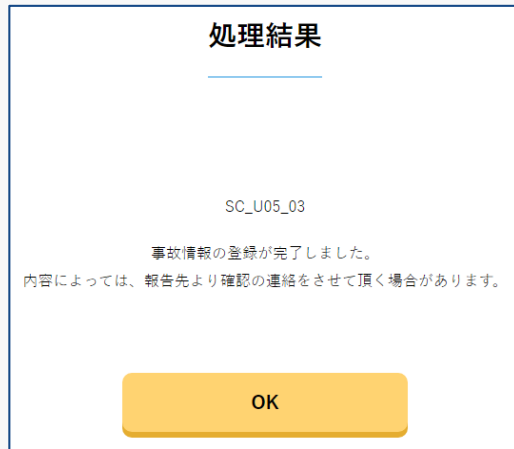 処理結果
SC_U05_03
事故情報の登録が完了しました。
内容によっては、報告先より確認の連絡をさせて頂く場合があります。
OK